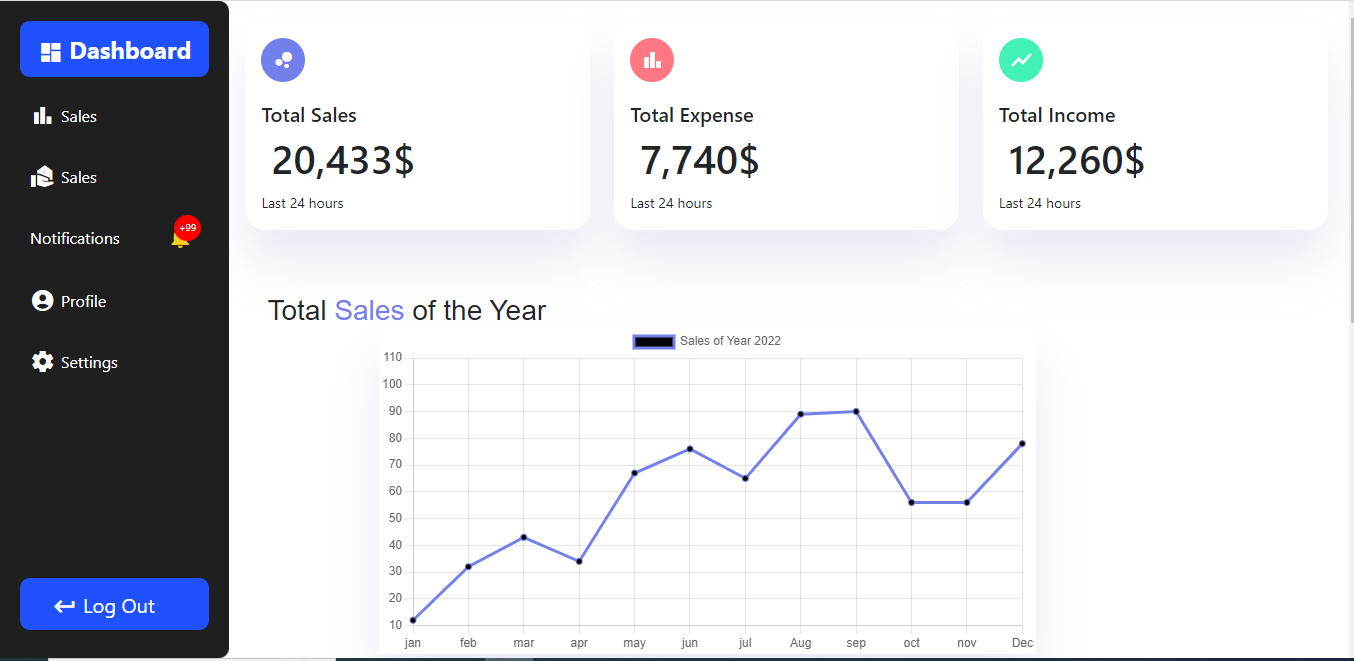 Dashboard
Sales
Sales
Notifications
+99
Profile
Settings
Log Out
Total Sales
20,433$
Last 24 hours
Total Expense
7,740$
Last 24 hours
Total Income
12,260$
Last 24 hours
Total Sales of the Year
Sales of Year 2022
110
100
90
80
70
60
50
40
30
20
10
jan feb mar apr may jun jul Aug sep oct nov Dec